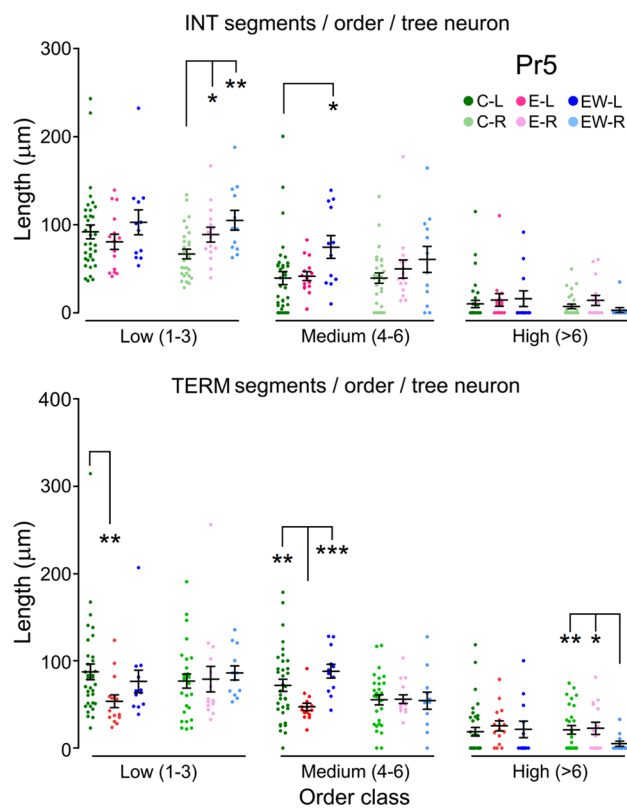 INT segments / order / tree neuron
300
200
100
0
Length (µm)
Pr5
C-L E-L EW-L
C-R E-R EW-R
* **
*
Low (1-3) Medium (4-6) High (>6)
TERM segments / order / tree neuron
400
300
200
100
0
Length (µm)
**
** ***
** *
Low (1-3) Medium (4-6) High (>6)
Order class